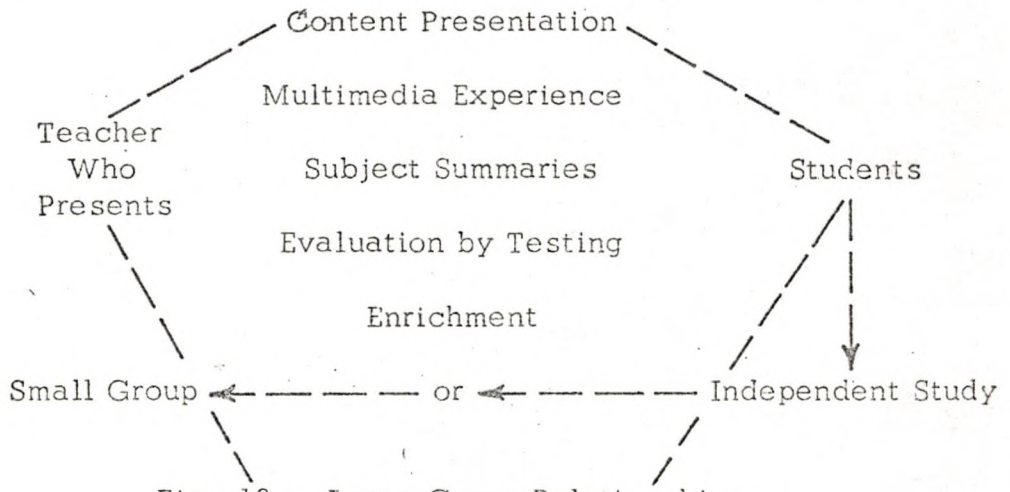 Content Presentation
Multimedia Experience
Teacher
Who
Presents
Subject Summaries
Students
Evaluation by Testing
Enrichment
Small Group
or
Independent Study